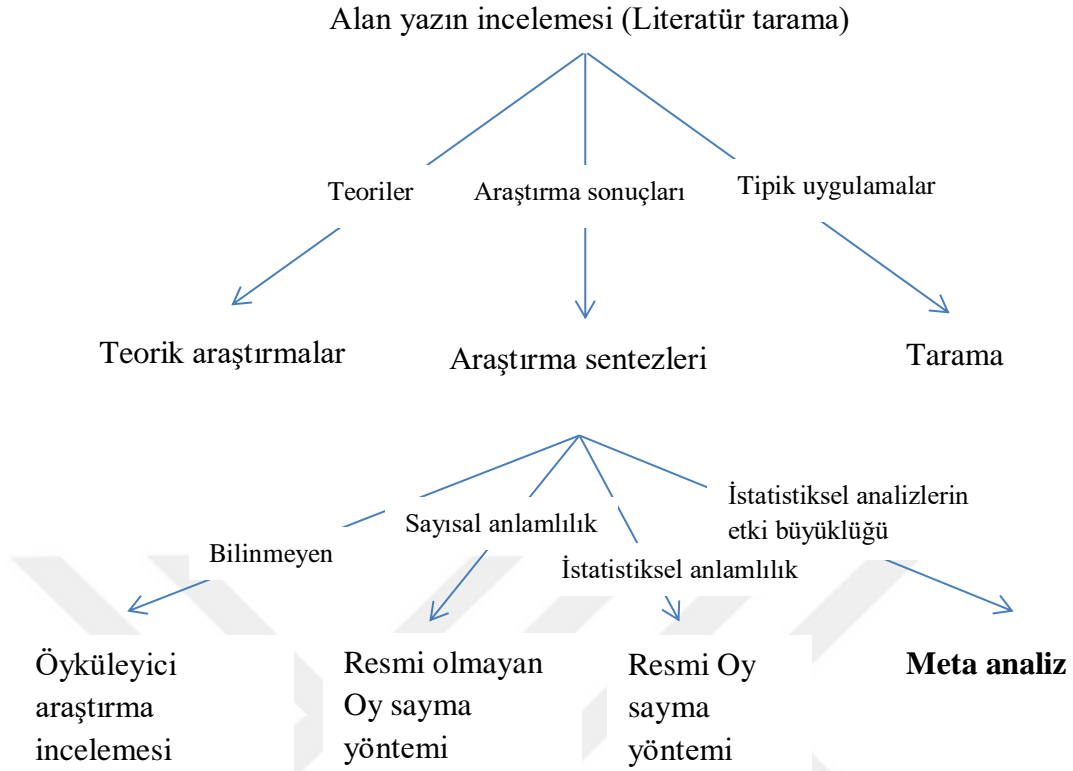 Alan yazın incelemesi (Literatür tarama)
Teoriler
Araştırma sonuçları
Tipik uygulamalar
Teorik araştırmalar
Araştırma sentezleri
Tarama
Bilinmeyen
Sayısal anlamlılık
İstatistiksel anlamlılık
İstatistiksel analizlerin
etki büyüklüğü
Öyküleyici
araştırma
incelemesi
Resmi olmayan
Oy sayma
yöntemi
Resmi Oy
sayma
yöntemi
Meta analiz